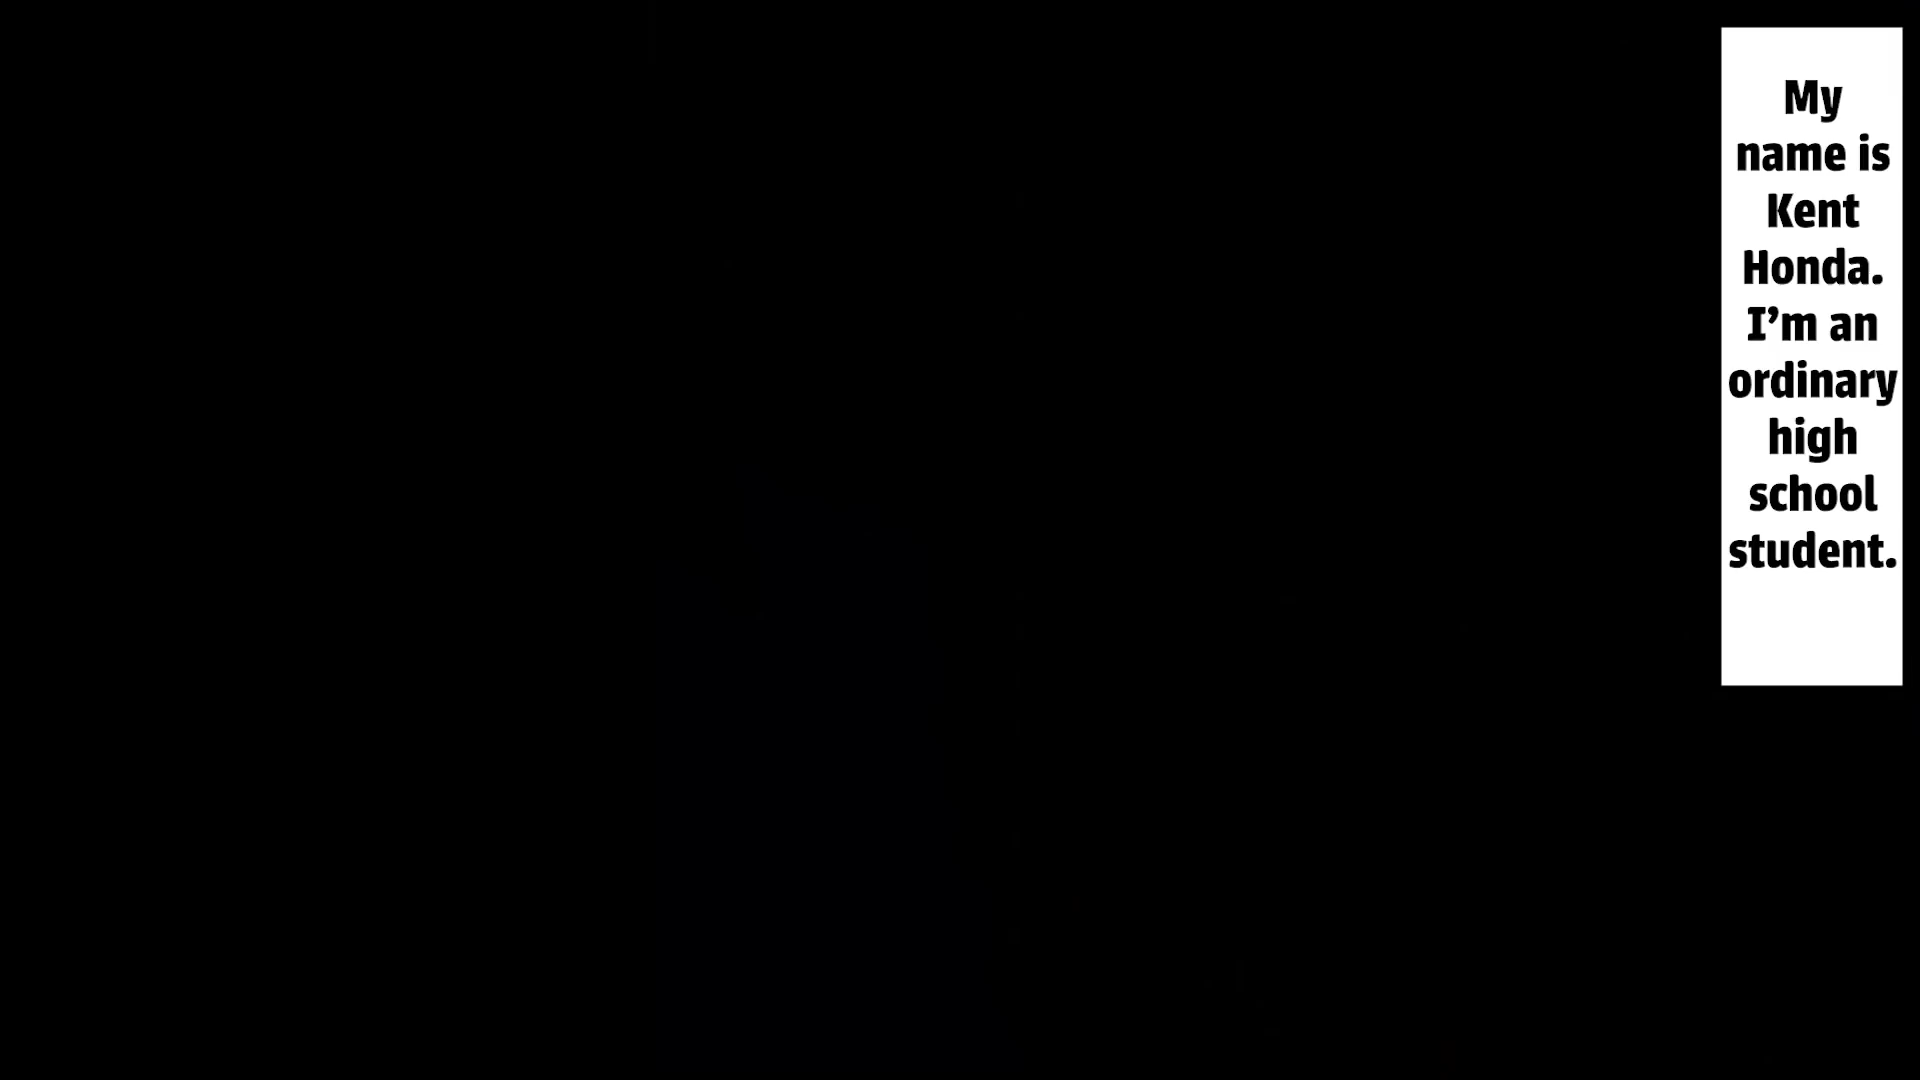 My
name is
Kent
Honda.
I’m an
ordinary
high
school
student.